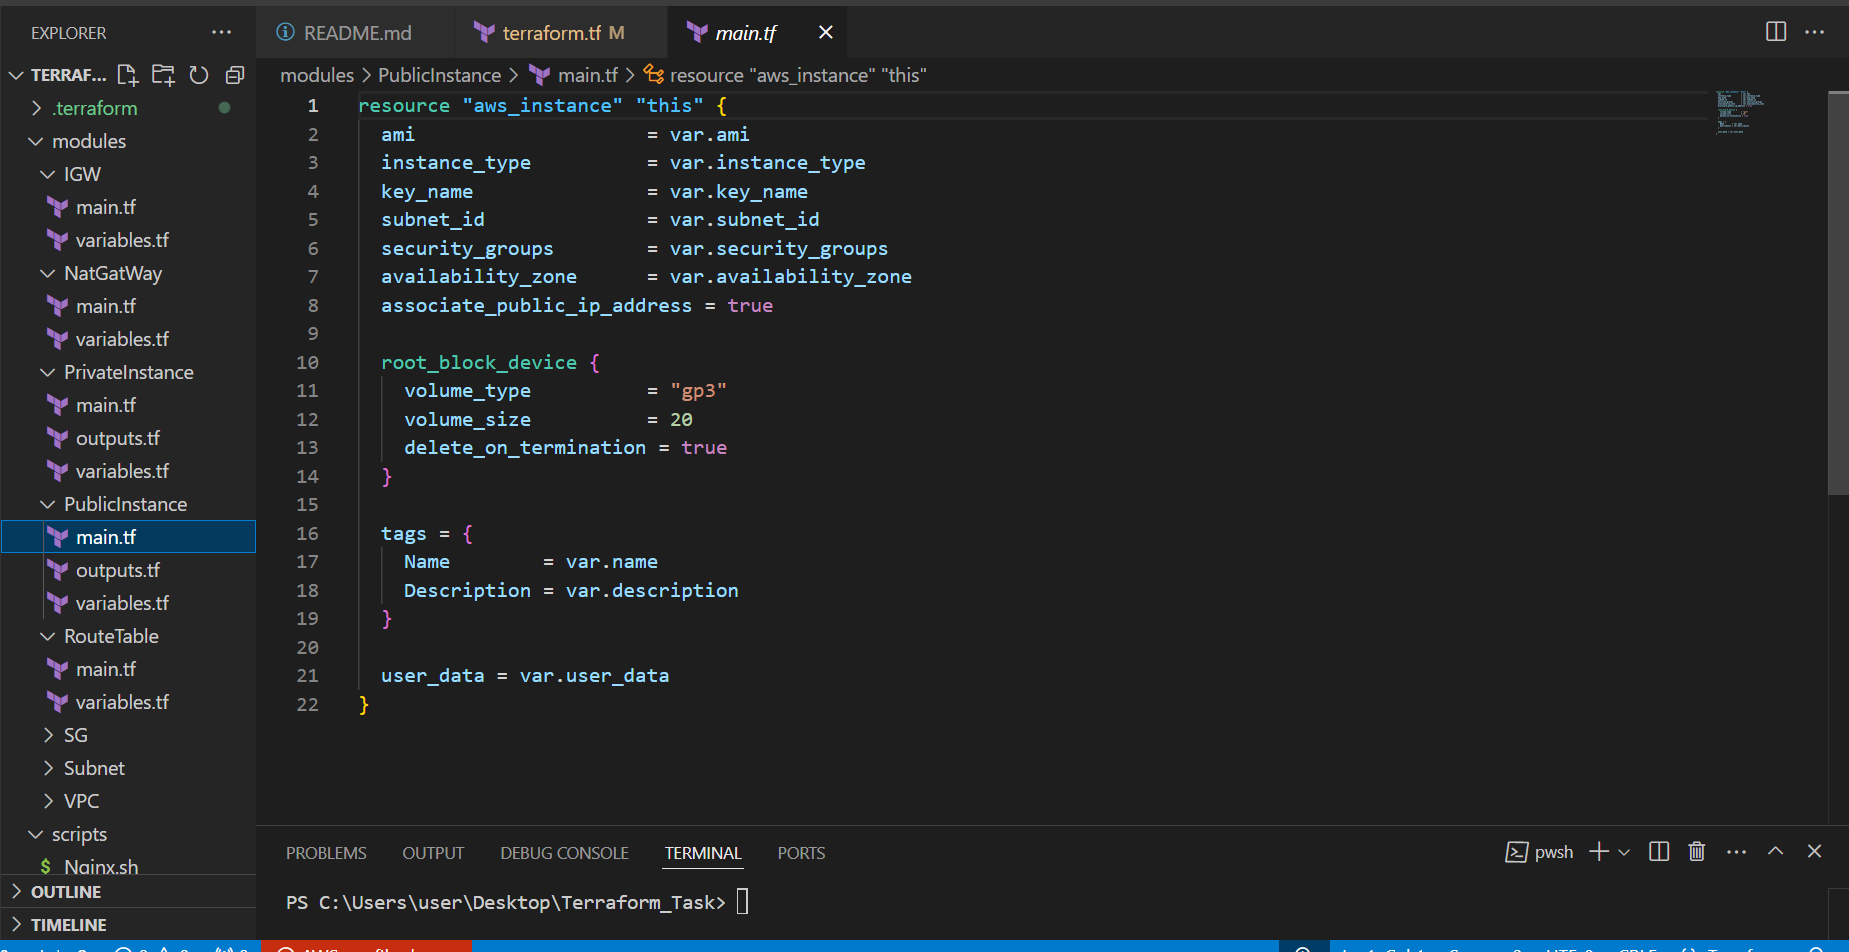 EXPLORER
TERRAF...
.terraform
modules
IGW
main.tf
variables.tf
NatGatWay
main.tf
variables.tf
PrivateInstance
main.tf
outputs.tf
variables.tf
PublicInstance
main.tf
outputs.tf
variables.tf
RouteTable
main.tf
variables.tf
SG
Subnet
VPC
scripts
$ Nginx.sh
OUTLINE
TIMELINE
README.md
terraform.tf M
main.tf
modules > PublicInstance > main.tf > resource "aws_instance" "this"
1 resource "aws_instance" "this" {
2 ami = var.ami
3 instance_type = var.instance_type
4 key_name = var.key_name
5 subnet_id = var.subnet_id
6 security_groups = var.security_groups
7 availability_zone = var.availability_zone
8 associate_public_ip_address = true
9
10 root_block_device {
11 volume_type = "gp3"
12 volume_size = 20
13 delete_on_termination = true
14 }
15
16 tags = {
17 Name = var.name
18 Description = var.description
19 }
20
21 user_data = var.user_data
22 }
PROBLEMS OUTPUT DEBUG CONSOLE TERMINAL PORTS
pwsh
PS C:\Users\user\Desktop\Terraform_Task>